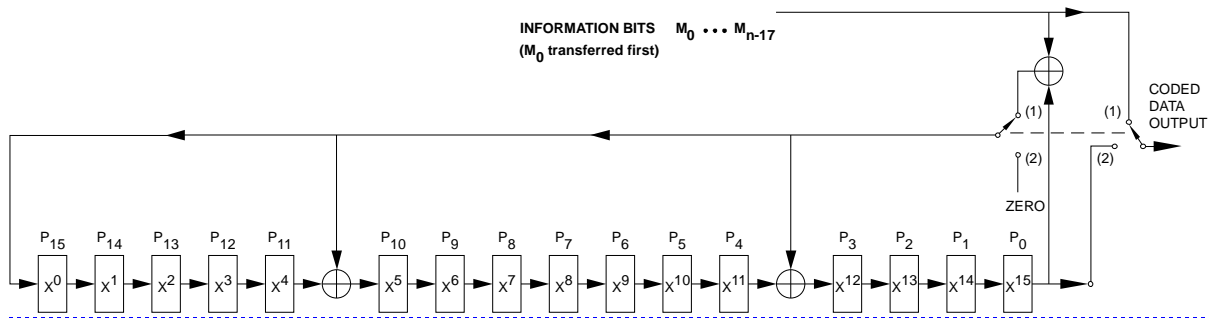 INFORMATION BITS M0 • • • Mn-17
(M0 transferred first)
CODED
DATA
OUTPUT
(1)
(1)
(2)
(2)
ZERO
P15 P14 P13 P12 P11 P10 P9 P8 P7 P6 P5 P4 P3 P2 P1 P0
X0 X1 X2 X3 X4 X5 X6 X7 X8 X9 X10 X11 X12 X13 X14 X15